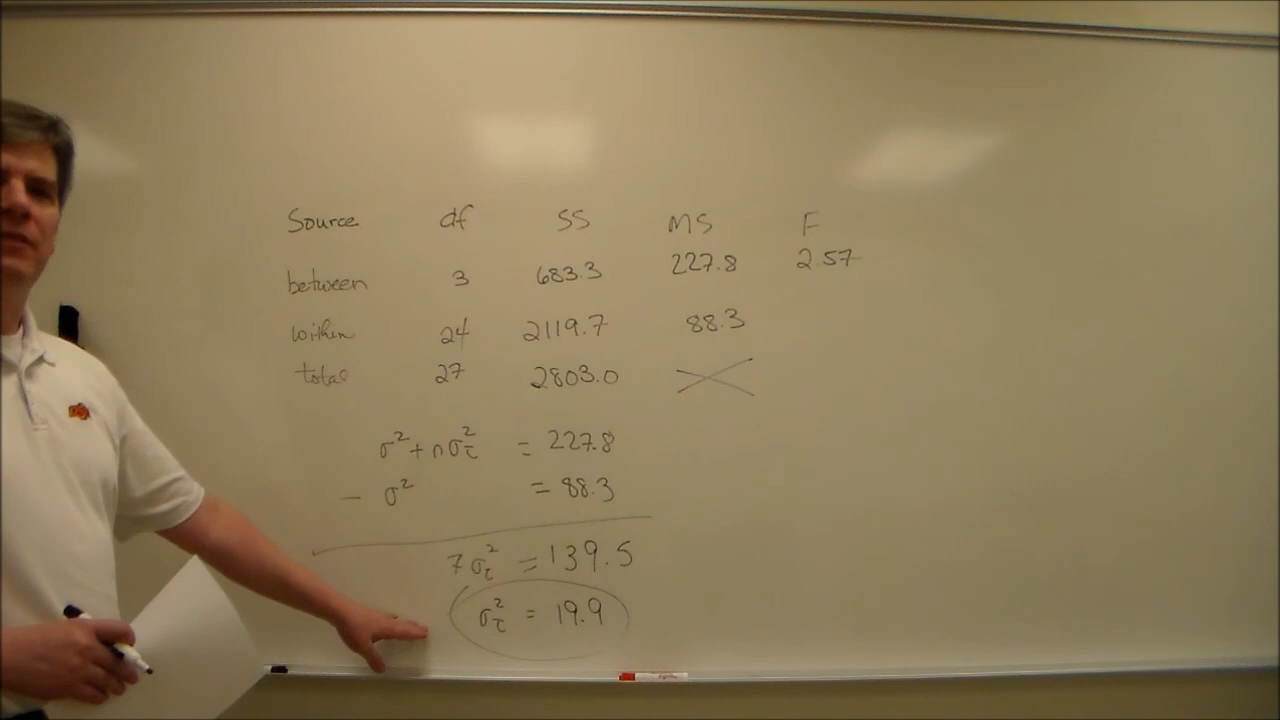 Source df SS MS F
between 3 683.3 227.8 2.57
within 24 2119.7 88.3
total 27 2803.0
σ² + nσ²τ = 227.8
− σ² = 88.3
7σ²τ = 139.5
σ²τ = 19.9